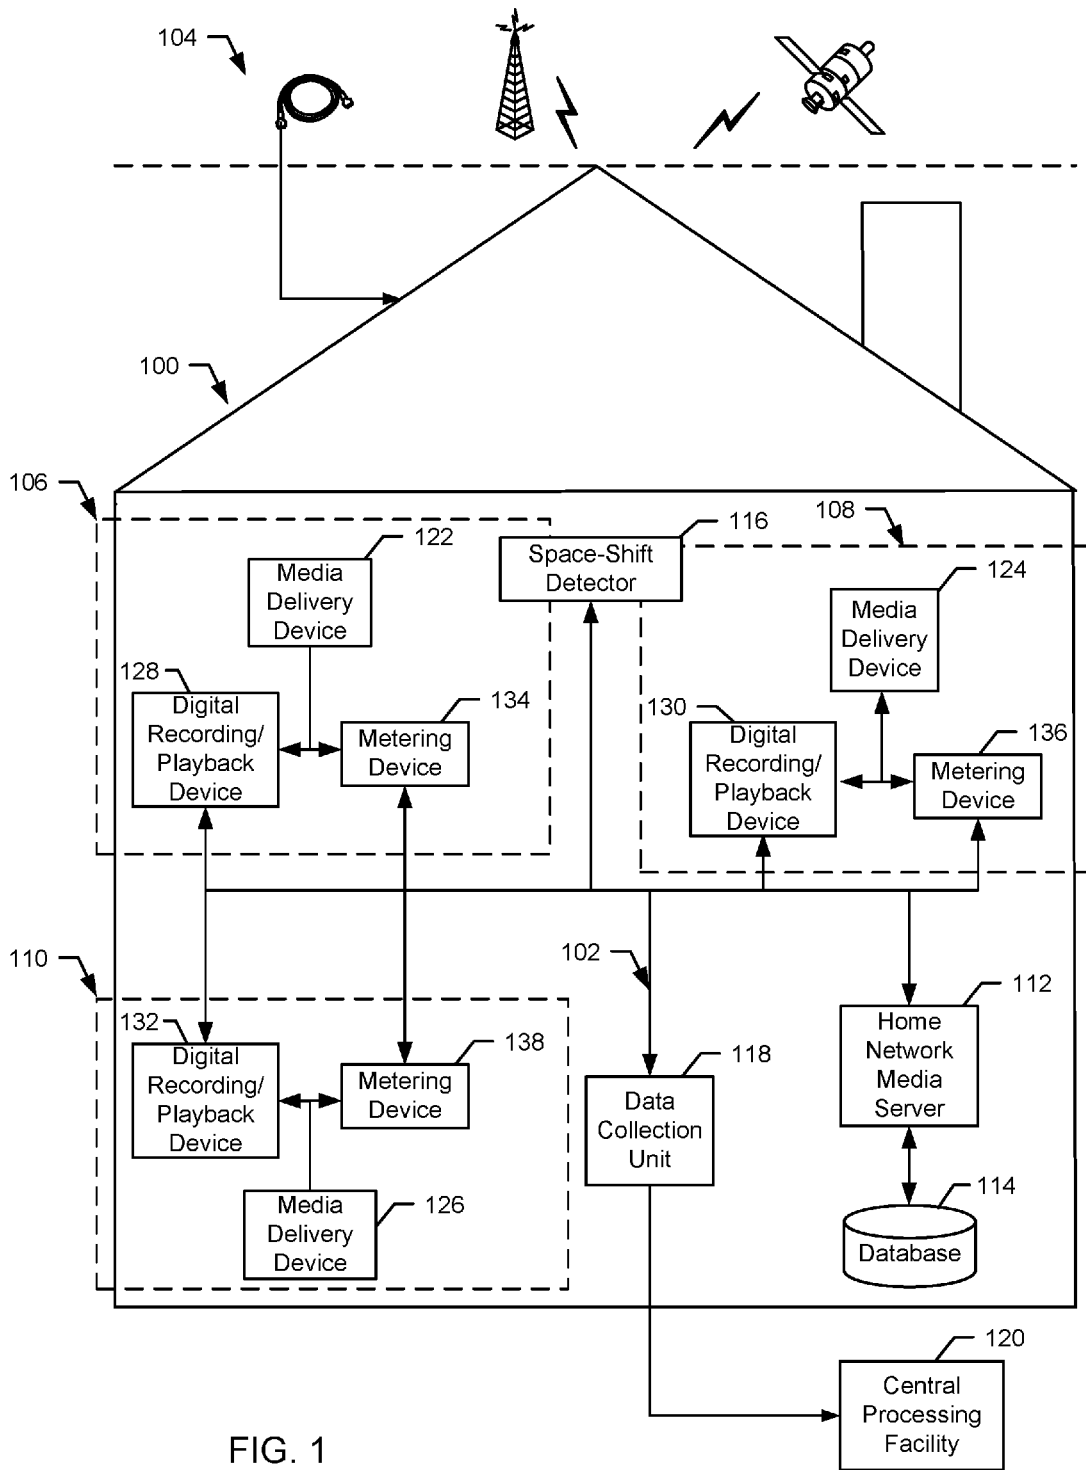 104
100
106
116
108
122
Space-Shift
Detector
124
Media
Delivery
Device
Media
Delivery
Device
128
134
130
136
Digital
Recording/
Playback
Device
Metering
Device
Digital
Recording/
Playback
Device
Metering
Device
110
102
112
132
138
118
Digital
Recording/
Playback
Device
Metering
Device
Data
Collection
Unit
Home
Network
Media
Server
126
114
Media
Delivery
Device
Database
120
Central
Processing
Facility
FIG. 1